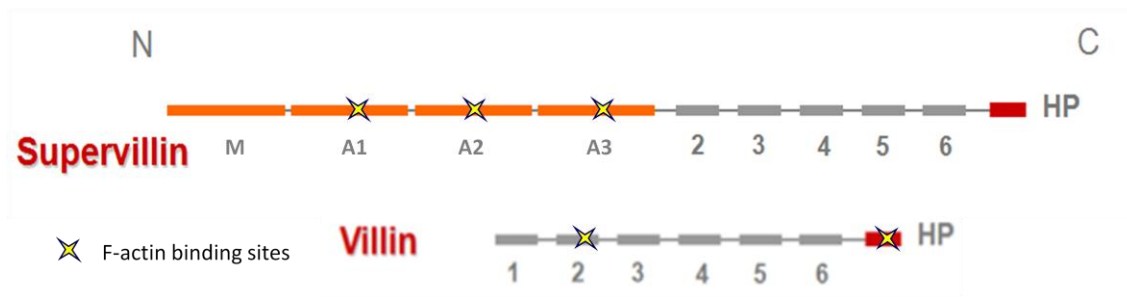 N C
HP
Supervillin M A1 A2 A3 2 3 4 5 6
F-actin binding sites Villin HP
1 2 3 4 5 6